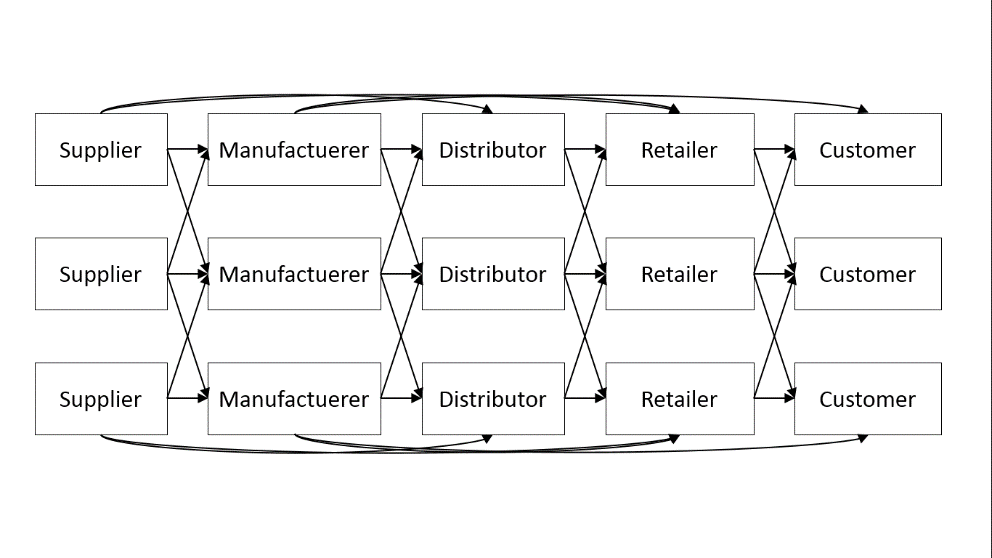 Supplier
Manufactuerer
Distributor
Retailer
Customer
Supplier
Manufactuerer
Distributor
Retailer
Customer
Supplier
Manufactuerer
Distributor
Retailer
Customer